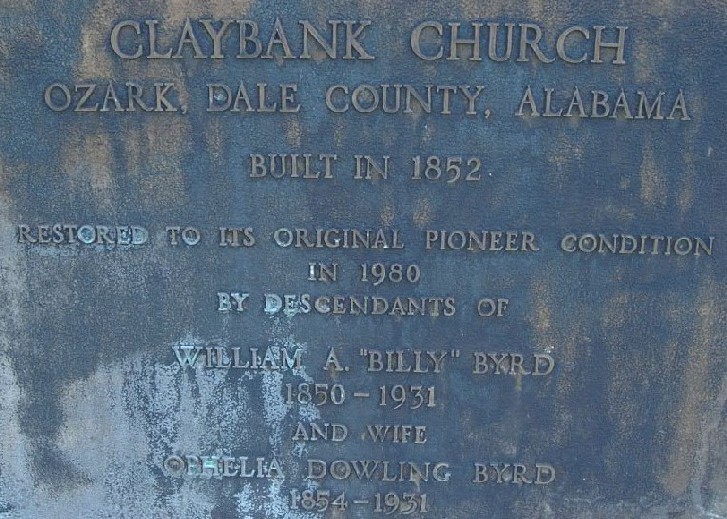 CLAYBANK CHURCH
OZARK, DALE COUNTY, ALABAMA
BUILT IN 1852
RESTORED TO ITS ORIGINAL PIONEER CONDITION
IN 1980
BY DESCENDANTS OF
WILLIAM A. "BILLY" BYRD
1850 - 1931
AND WIFE
OPHELIA DOWLING BYRD
1854 - 1931